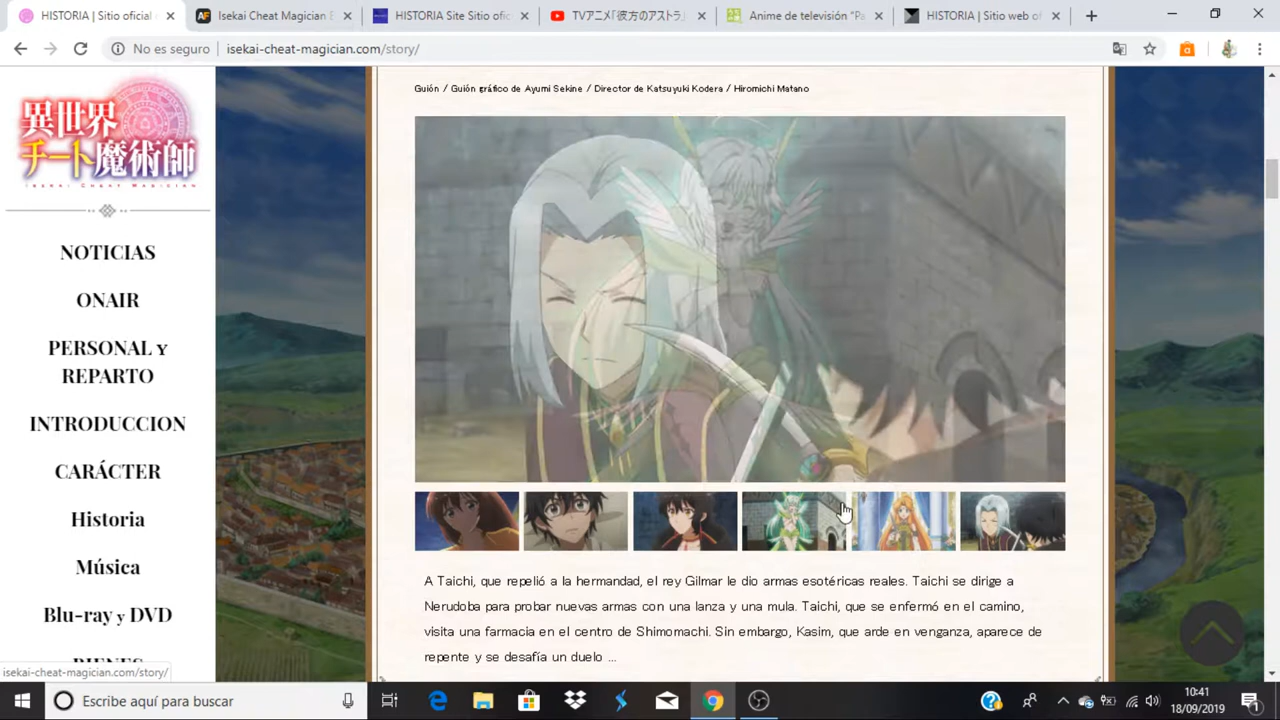 HISTORIA | Sitio oficial
Isekai Cheat Magician E
HISTORIA Site Sitio ofic
TVアニメ「彼方のアストラ」
Anime de televisión "Pa
HISTORIA | Sitio web of
No es seguro
isekai-cheat-magician.com/story/
異世界
チート魔術師
ISEKAI CHEAT MAGICIAN
NOTICIAS
ONAIR
PERSONAL y
REPARTO
INTRODUCCION
CARÁCTER
Historia
Música
Blu-ray y DVD
BIENES
Guión / Guión gráfico de Ayumi Sekine / Director de Katsuyuki Kodera / Hiromichi Matano
A Taichi, que repelió a la hermandad, el rey Gilmar le dio armas esotéricas reales. Taichi se dirige a
Nerudoba para probar nuevas armas con una lanza y una mula. Taichi, que se enfermó en el camino,
visita una farmacia en el centro de Shimomachi. Sin embargo, Kasim, que arde en venganza, aparece de
repente y se desafía un duelo ...
isekai-cheat-magician.com/story/
Escribe aquí para buscar
10:41
18/09/2019